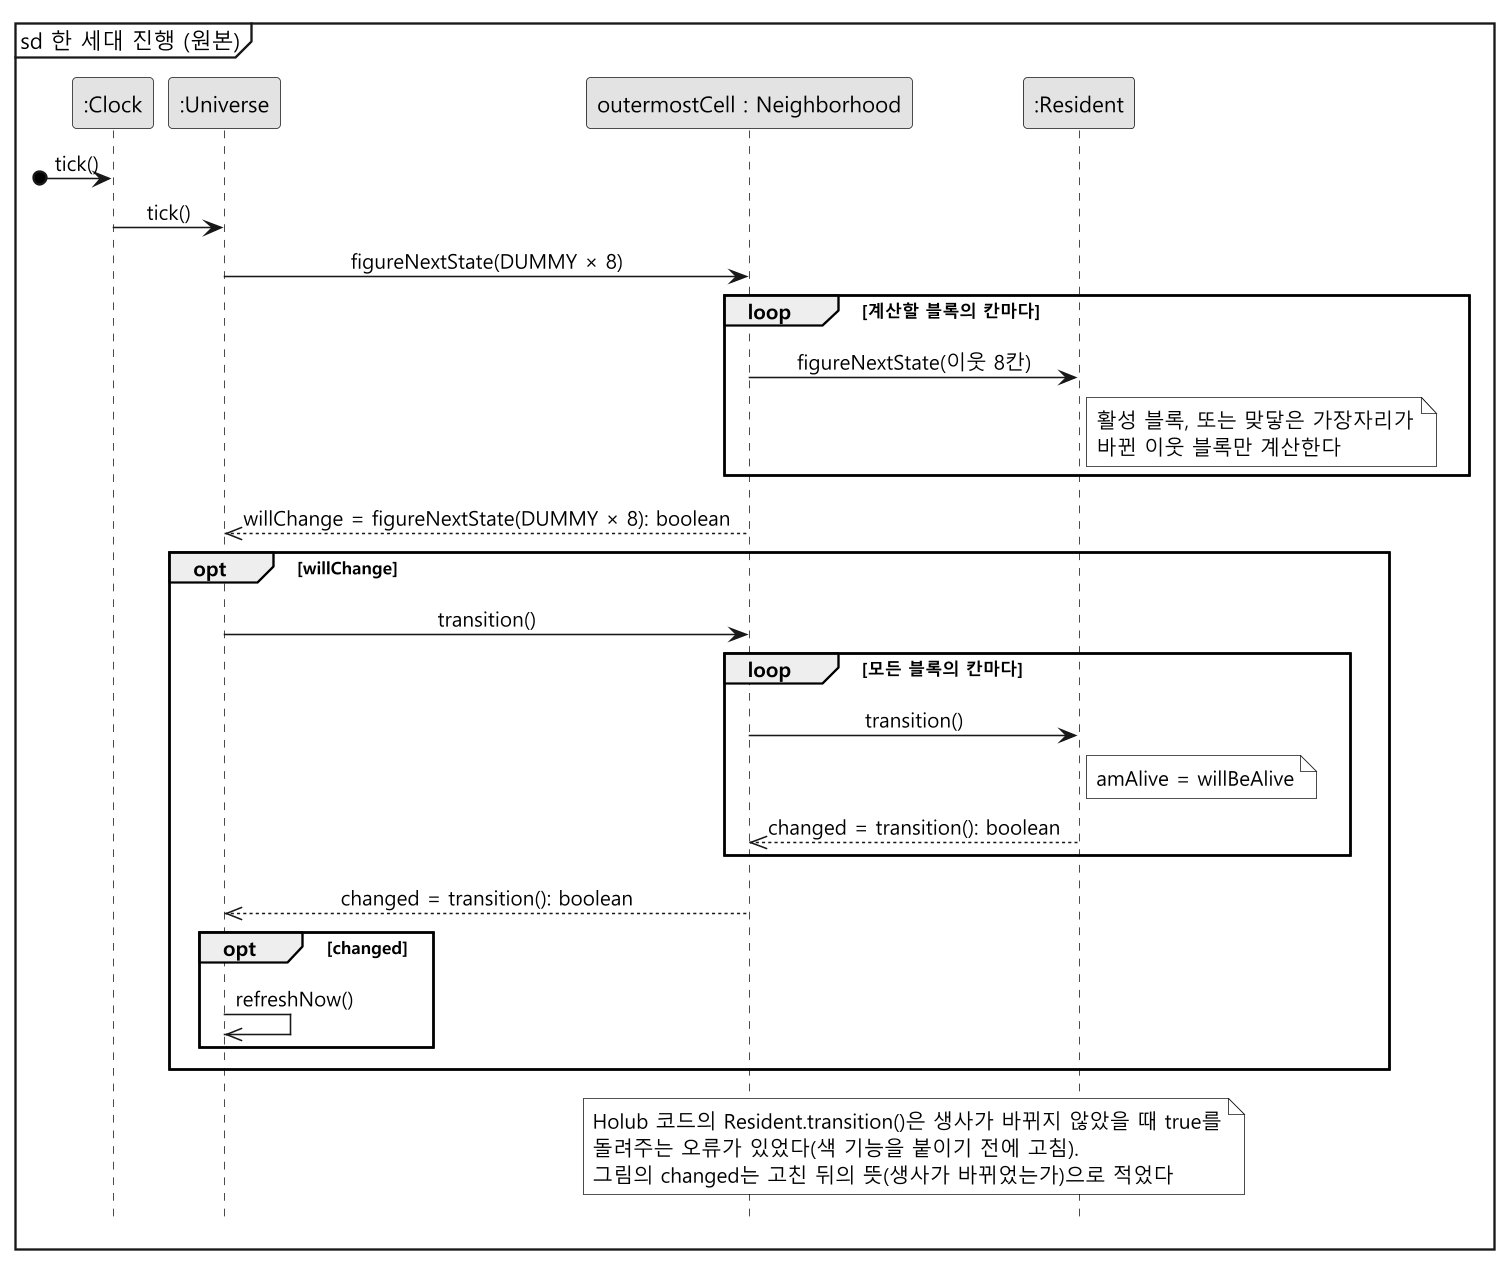 sd 한 세대 진행 (원본)
:Clock
:Universe
outermostCell : Neighborhood
:Resident
tick()
tick()
figureNextState(DUMMY × 8)
loop
[계산할 블록의 칸마다]
figureNextState(이웃 8칸)
활성 블록, 또는 맞닿은 가장자리가
바뀐 이웃 블록만 계산한다
willChange = figureNextState(DUMMY × 8): boolean
opt
[willChange]
transition()
loop
[모든 블록의 칸마다]
transition()
amAlive = willBeAlive
changed = transition(): boolean
changed = transition(): boolean
opt
[changed]
refreshNow()
Holub 코드의 Resident.transition()은 생사가 바뀌지 않았을 때 true를
돌려주는 오류가 있었다(색 기능을 붙이기 전에 고침).
그림의 changed는 고친 뒤의 뜻(생사가 바뀌었는가)으로 적었다